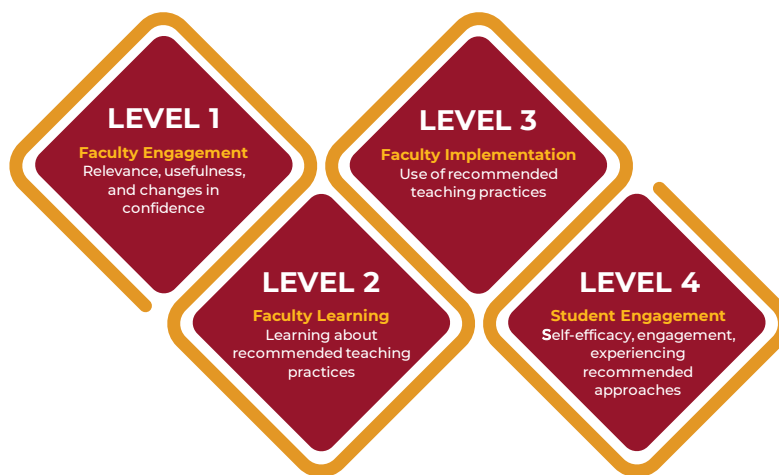 LEVEL 1
Faculty Engagement
Relevance, usefulness,
and changes in
confidence
LEVEL 2
Faculty Learning
Learning about
recommended teaching
practices
LEVEL 3
Faculty Implementation
Use of recommended
teaching practices
LEVEL 4
Student Engagement
Self-efficacy, engagement,
experiencing
recommended
approaches